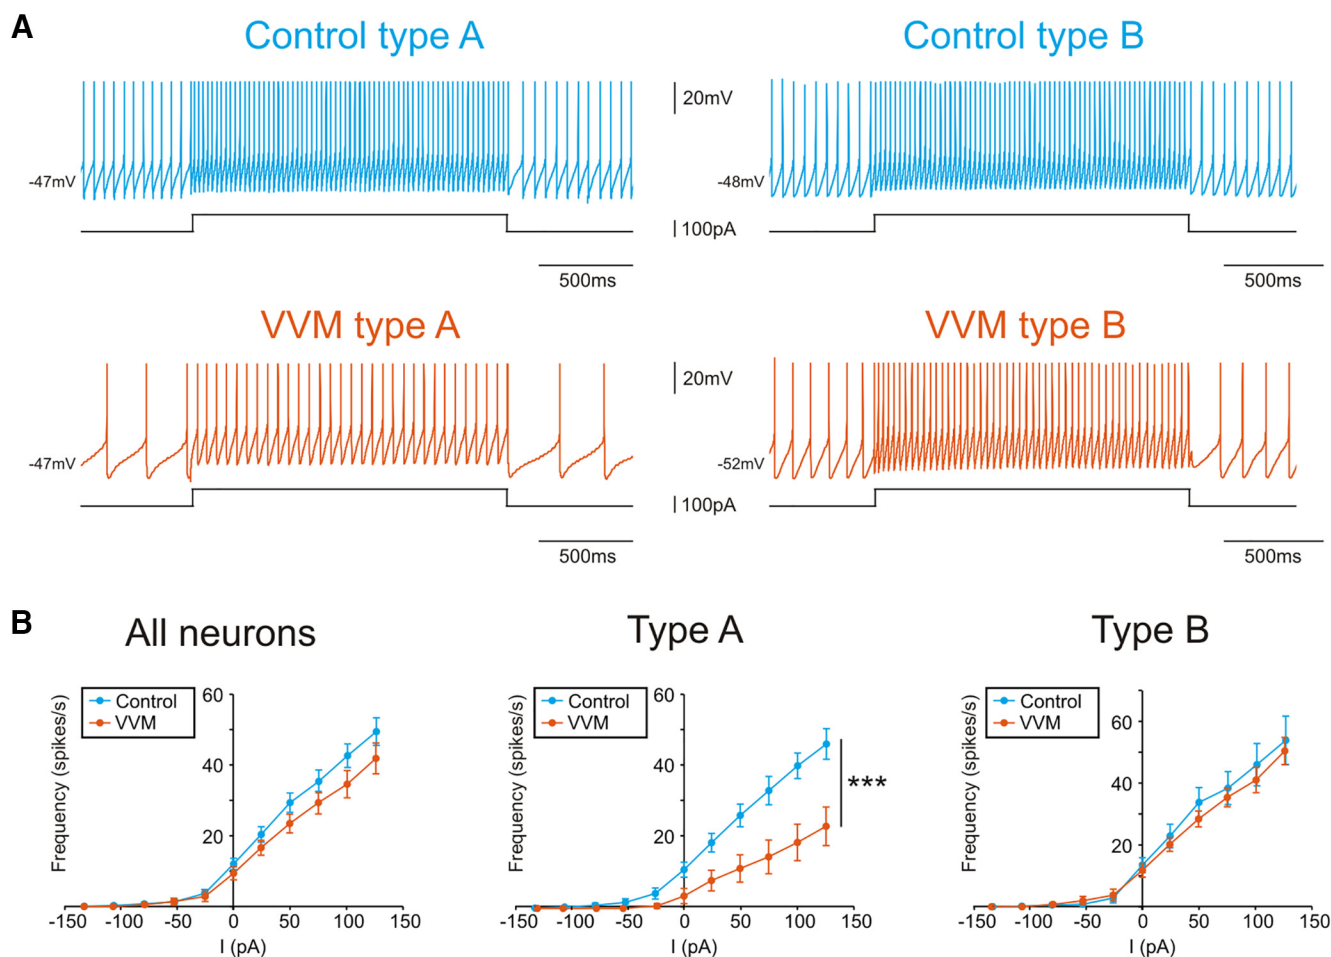 A
Control type A
Control type B
20mV
-47mV
-48mV
100pA
500ms
500ms
VVM type A
VVM type B
20mV
-47mV
-52mV
100pA
500ms
500ms
B
All neurons
Type A
Type B
Control
VVM
Frequency (spikes/s)
60
40
20
-150 -100 -50 0 50 100 150
I (pA)
Control
VVM
Frequency (spikes/s)
60
40
20
***
-150 -100 -50 0 50 100 150
I (pA)
Control
VVM
Frequency (spikes/s)
60
40
20
-150 -100 -50 0 50 100 150
I (pA)